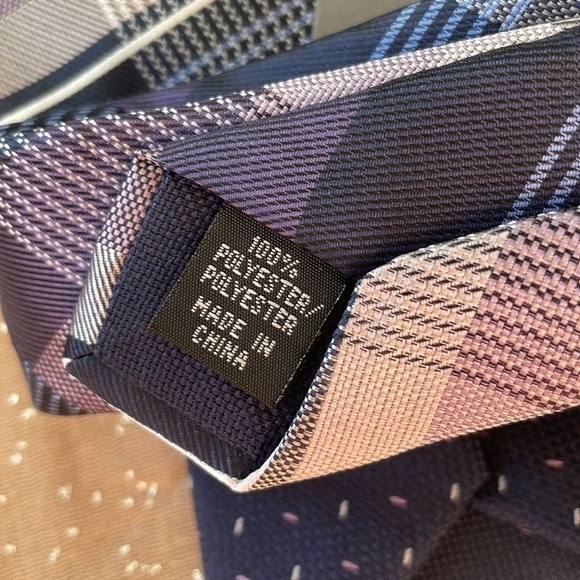 100%
POLYESTER/
POLYESTER
MADE IN
CHINA